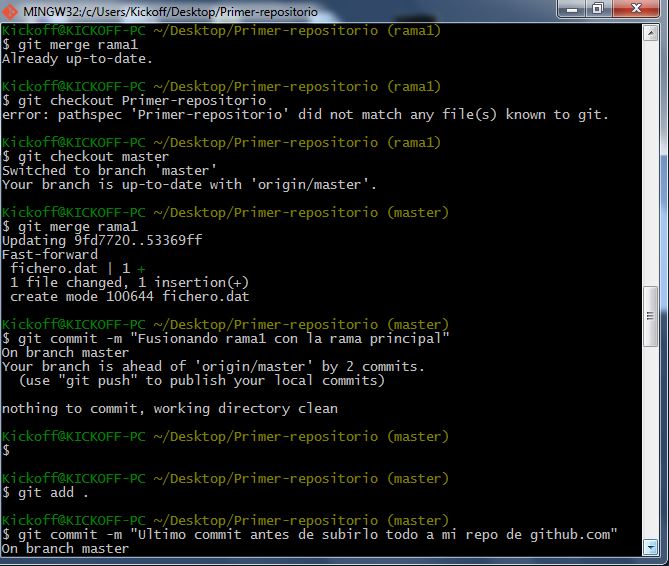 MINGW32:/c/Users/Kickoff/Desktop/Primer-repositorio
Kickoff@KICKOFF-PC ~/Desktop/Primer-repositorio (rama1)
$ git merge rama1
Already up-to-date.
Kickoff@KICKOFF-PC ~/Desktop/Primer-repositorio (rama1)
$ git checkout Primer-repositorio
error: pathspec 'Primer-repositorio' did not match any file(s) known to git.
Kickoff@KICKOFF-PC ~/Desktop/Primer-repositorio (rama1)
$ git checkout master
Switched to branch 'master'
Your branch is up-to-date with 'origin/master'.
Kickoff@KICKOFF-PC ~/Desktop/Primer-repositorio (master)
$ git merge rama1
Updating 9fd7720..53369ff
Fast-forward
 fichero.dat | 1 +
 1 file changed, 1 insertion(+)
 create mode 100644 fichero.dat
Kickoff@KICKOFF-PC ~/Desktop/Primer-repositorio (master)
$ git commit -m "Fusionando rama1 con la rama principal"
On branch master
Your branch is ahead of 'origin/master' by 2 commits.
  (use "git push" to publish your local commits)
nothing to commit, working directory clean
Kickoff@KICKOFF-PC ~/Desktop/Primer-repositorio (master)
$
Kickoff@KICKOFF-PC ~/Desktop/Primer-repositorio (master)
$ git add .
Kickoff@KICKOFF-PC ~/Desktop/Primer-repositorio (master)
$ git commit -m "Ultimo commit antes de subirlo todo a mi repo de github.com"
On branch master